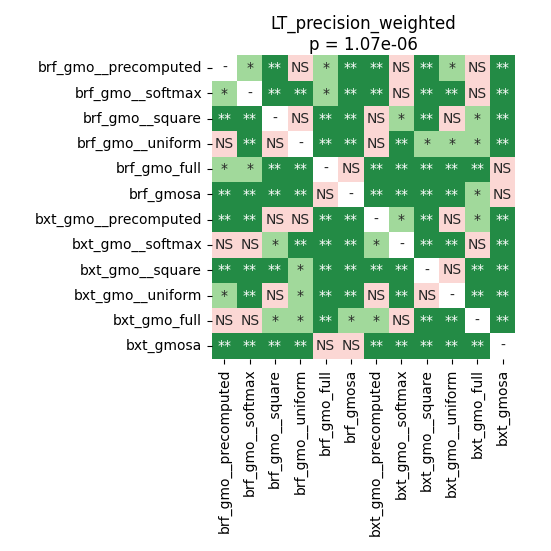 LT_precision_weighted
p = 1.07e-06
brf_gmo__precomputed - * ** NS * ** ** NS ** * NS **
brf_gmo__softmax * - ** ** * ** ** NS ** ** NS **
brf_gmo__square ** ** - NS ** ** NS * ** NS * **
brf_gmo__uniform NS ** NS - ** ** NS ** * * * **
brf_gmo_full * * ** ** - NS ** ** ** ** ** NS
brf_gmosa ** ** ** ** NS - ** ** ** ** * NS
bxt_gmo__precomputed ** ** NS NS ** ** - * ** NS * **
bxt_gmo__softmax NS NS * ** ** ** * - ** ** NS **
bxt_gmo__square ** ** ** * ** ** ** ** - NS ** **
bxt_gmo__uniform * ** NS * ** ** NS ** NS - ** **
bxt_gmo_full NS NS * * ** * * NS ** ** - **
bxt_gmosa ** ** ** ** NS NS ** ** ** ** ** -
brf_gmo__precomputed
brf_gmo__softmax
brf_gmo__square
brf_gmo__uniform
brf_gmo_full
brf_gmosa
bxt_gmo__precomputed
bxt_gmo__softmax
bxt_gmo__square
bxt_gmo__uniform
bxt_gmo_full
bxt_gmosa